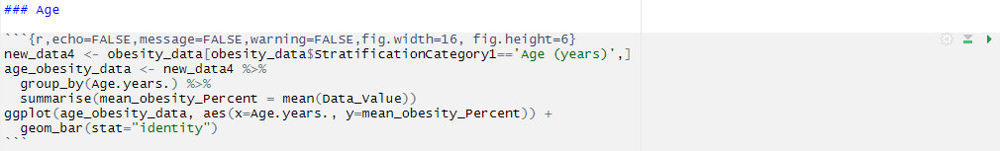 ### Age
```{r,echo=FALSE,message=FALSE,warning=FALSE,fig.width=16, fig.height=6}
new_data4 <- obesity_data[obesity_data$StratificationCategory1=='Age (years)',]
age_obesity_data <- new_data4 %>%
  group_by(Age.years.) %>%
  summarise(mean_obesity_Percent = mean(Data_Value))
ggplot(age_obesity_data, aes(x=Age.years., y=mean_obesity_Percent)) +
  geom_bar(stat="identity")
```